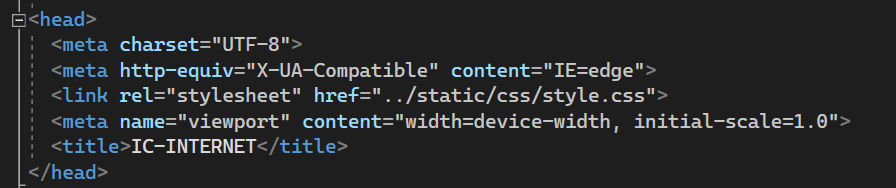 <head>
<meta charset="UTF-8">
<meta http-equiv="X-UA-Compatible" content="IE=edge">
<link rel="stylesheet" href="../static/css/style.css">
<meta name="viewport" content="width=device-width, initial-scale=1.0">
<title>IC-INTERNET</title>
</head>